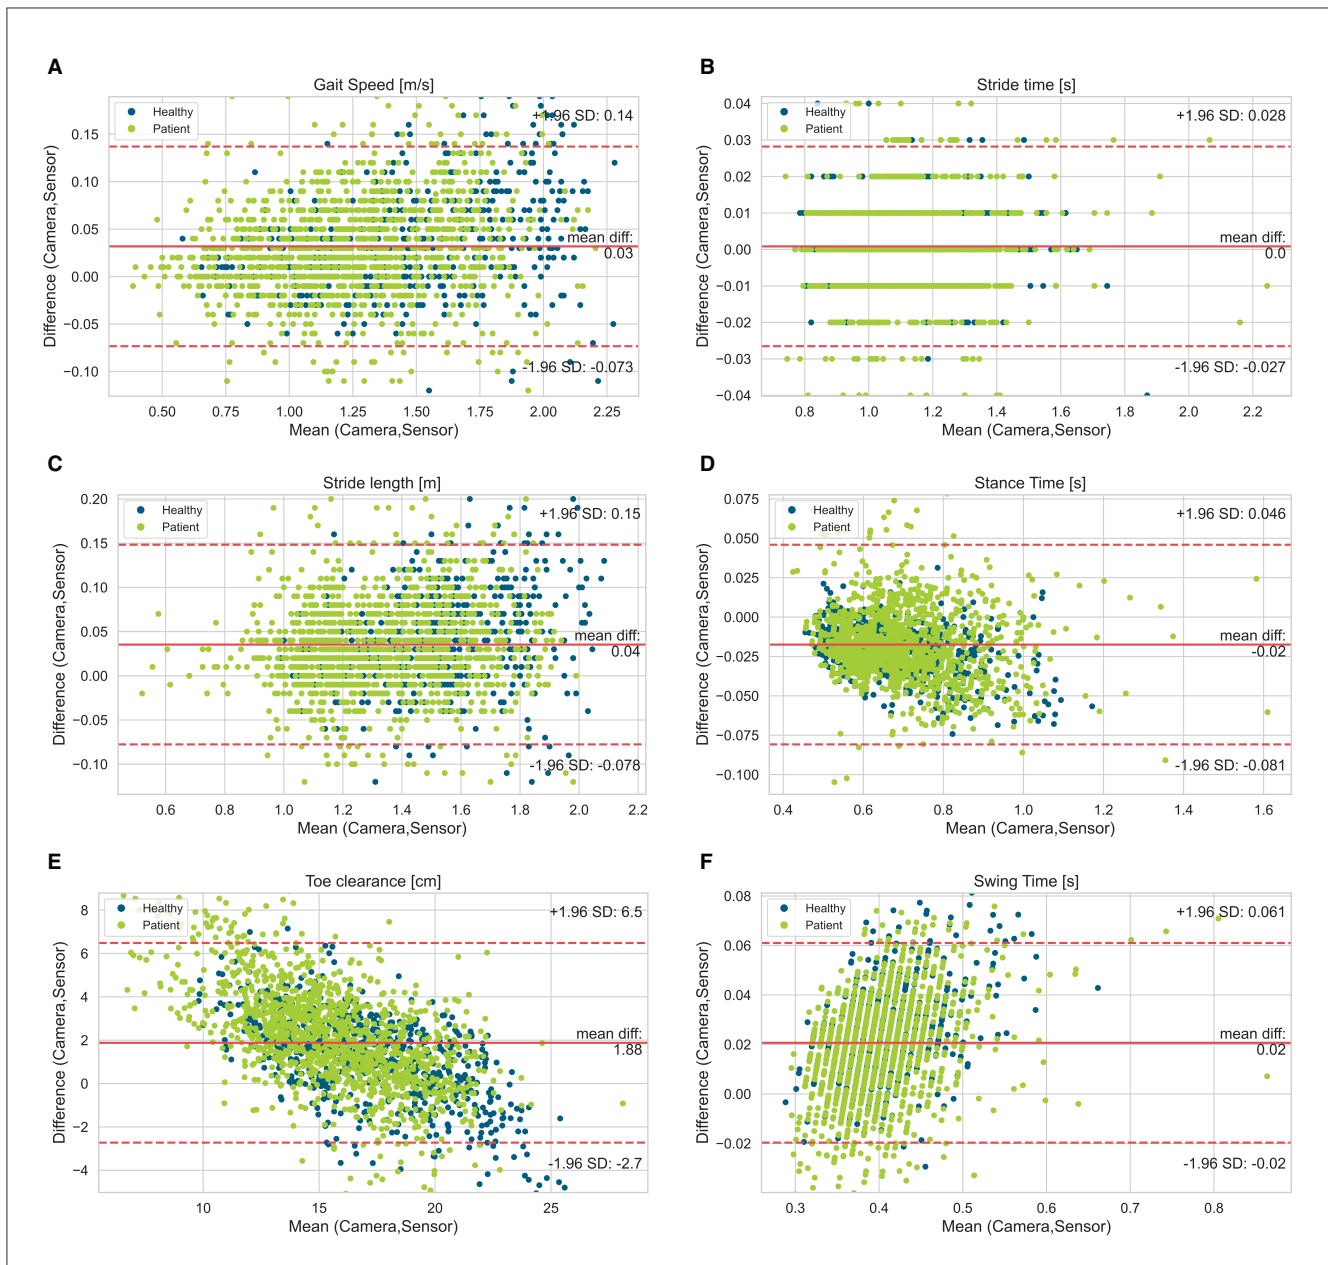 A
Gait Speed [m/s]
Healthy
Patient
+1.96 SD: 0.14
mean diff:
0.03
-1.96 SD: -0.073
0.15
0.10
0.05
0.00
−0.05
−0.10
Difference (Camera,Sensor)
0.50 0.75 1.00 1.25 1.50 1.75 2.00 2.25
Mean (Camera,Sensor)
B
Stride time [s]
Healthy
Patient
+1.96 SD: 0.028
mean diff:
0.0
-1.96 SD: -0.027
0.04
0.03
0.02
0.01
0.00
−0.01
−0.02
−0.03
−0.04
Difference (Camera,Sensor)
0.8 1.0 1.2 1.4 1.6 1.8 2.0 2.2
Mean (Camera,Sensor)
C
Stride length [m]
Healthy
Patient
+1.96 SD: 0.15
mean diff:
0.04
-1.96 SD: -0.078
0.20
0.15
0.10
0.05
0.00
−0.05
−0.10
Difference (Camera,Sensor)
0.6 0.8 1.0 1.2 1.4 1.6 1.8 2.0 2.2
Mean (Camera,Sensor)
D
Stance Time [s]
Healthy
Patient
+1.96 SD: 0.046
mean diff:
-0.02
-1.96 SD: -0.081
0.075
0.050
0.025
0.000
−0.025
−0.050
−0.075
−0.100
Difference (Camera,Sensor)
0.4 0.6 0.8 1.0 1.2 1.4 1.6
Mean (Camera,Sensor)
E
Toe clearance [cm]
Healthy
Patient
+1.96 SD: 6.5
mean diff:
1.88
-1.96 SD: -2.7
8
6
4
2
0
−2
−4
Difference (Camera,Sensor)
10 15 20 25
Mean (Camera,Sensor)
F
Swing Time [s]
Healthy
Patient
+1.96 SD: 0.061
mean diff:
0.02
-1.96 SD: -0.02
0.08
0.06
0.04
0.02
0.00
−0.02
Difference (Camera,Sensor)
0.3 0.4 0.5 0.6 0.7 0.8
Mean (Camera,Sensor)